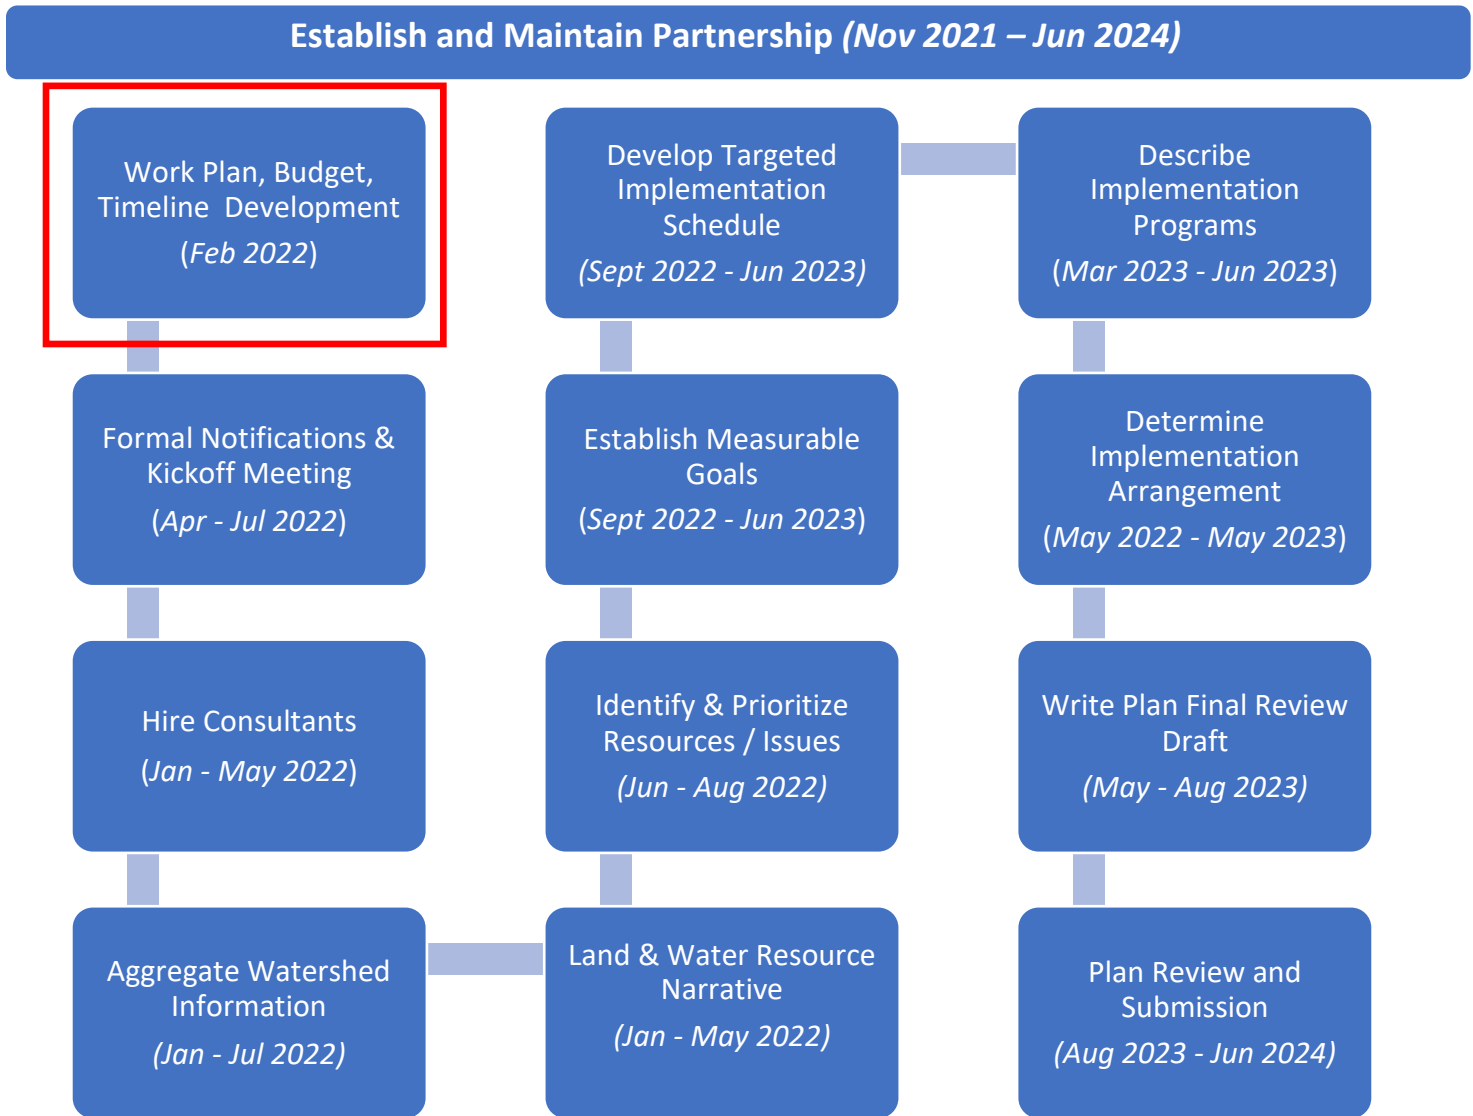 Establish and Maintain Partnership (Nov 2021 – Jun 2024)
Work Plan, Budget,
Timeline  Development
(Feb 2022)
Formal Notifications &
Kickoff Meeting
(Apr - Jul 2022)
Hire Consultants
(Jan - May 2022)
Aggregate Watershed
Information
(Jan - Jul 2022)
Land & Water Resource
Narrative
(Jan - May 2022)
Identify & Prioritize
Resources / Issues
(Jun - Aug 2022)
Establish Measurable
Goals
(Sept 2022 - Jun 2023)
Develop Targeted
Implementation
Schedule
(Sept 2022 - Jun 2023)
Describe
Implementation
Programs
(Mar 2023 - Jun 2023)
Determine
Implementation
Arrangement
(May 2022 - May 2023)
Write Plan Final Review
Draft
(May - Aug 2023)
Plan Review and
Submission
(Aug 2023 - Jun 2024)